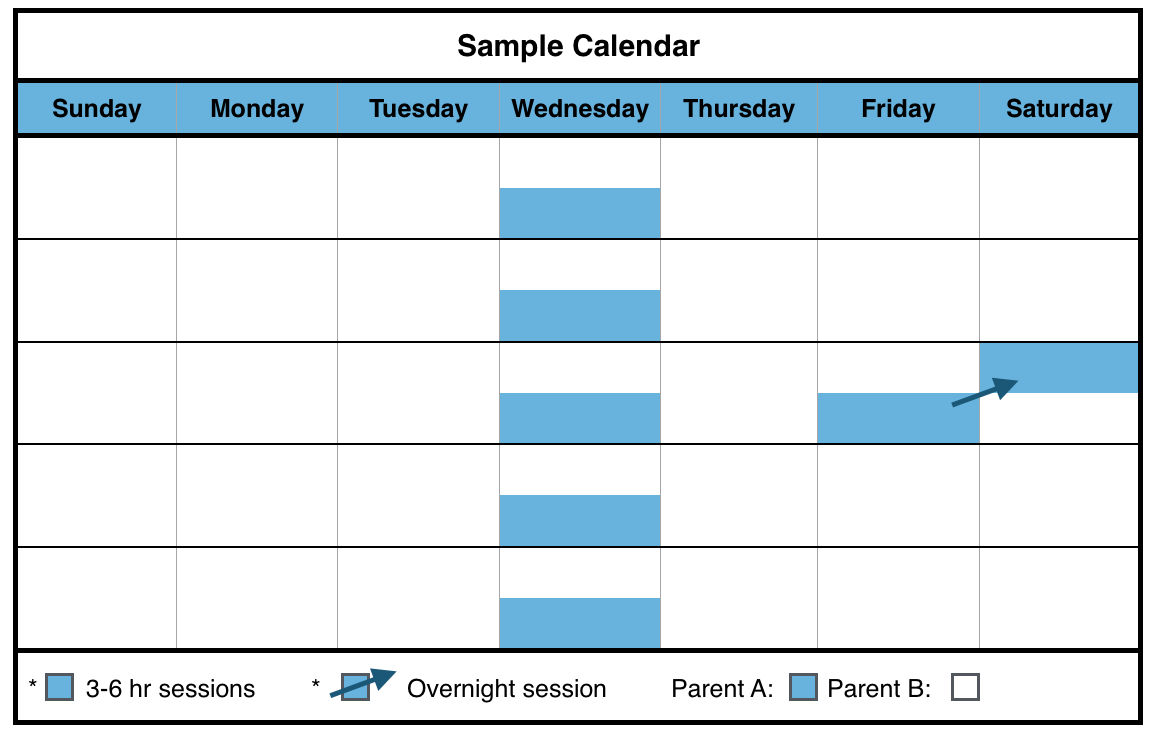 Sample Calendar
Sunday Monday Tuesday Wednesday Thursday Friday Saturday
* 3-6 hr sessions * Overnight session Parent A: Parent B: